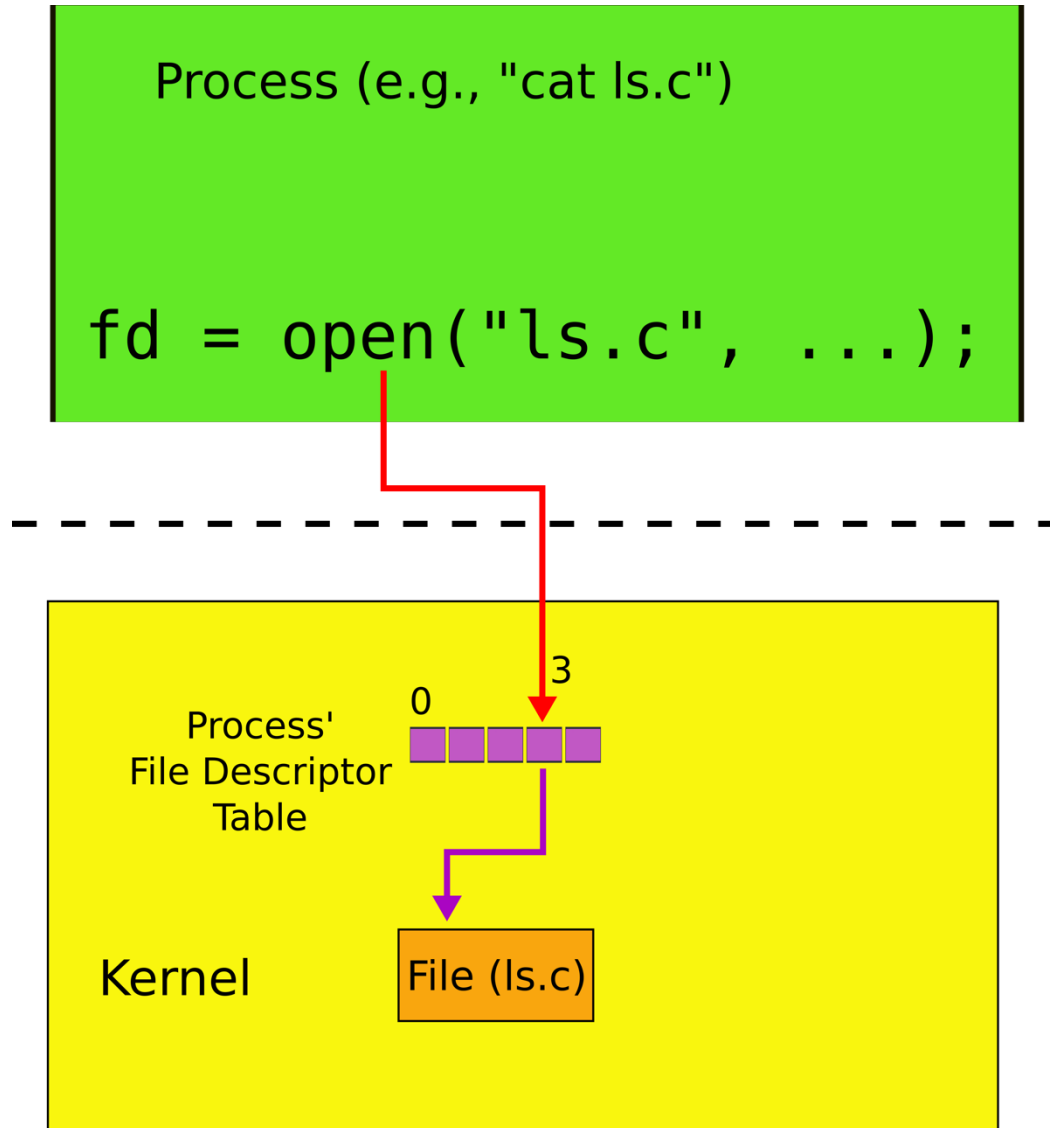 Process (e.g., "cat ls.c")
fd = open("ls.c", ...);
3
0
Process'
File Descriptor
Table
Kernel
File (ls.c)